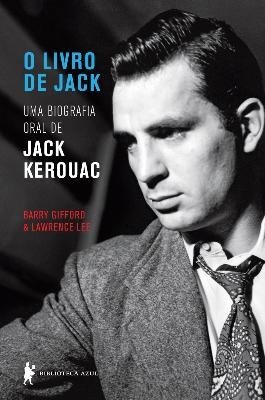 O LIVRO
DE JACK
UMA BIOGRAFIA
ORAL DE
JACK
KEROUAC
BARRY GIFFORD
& LAWRENCE LEE
BIBLIOTECA AZUL